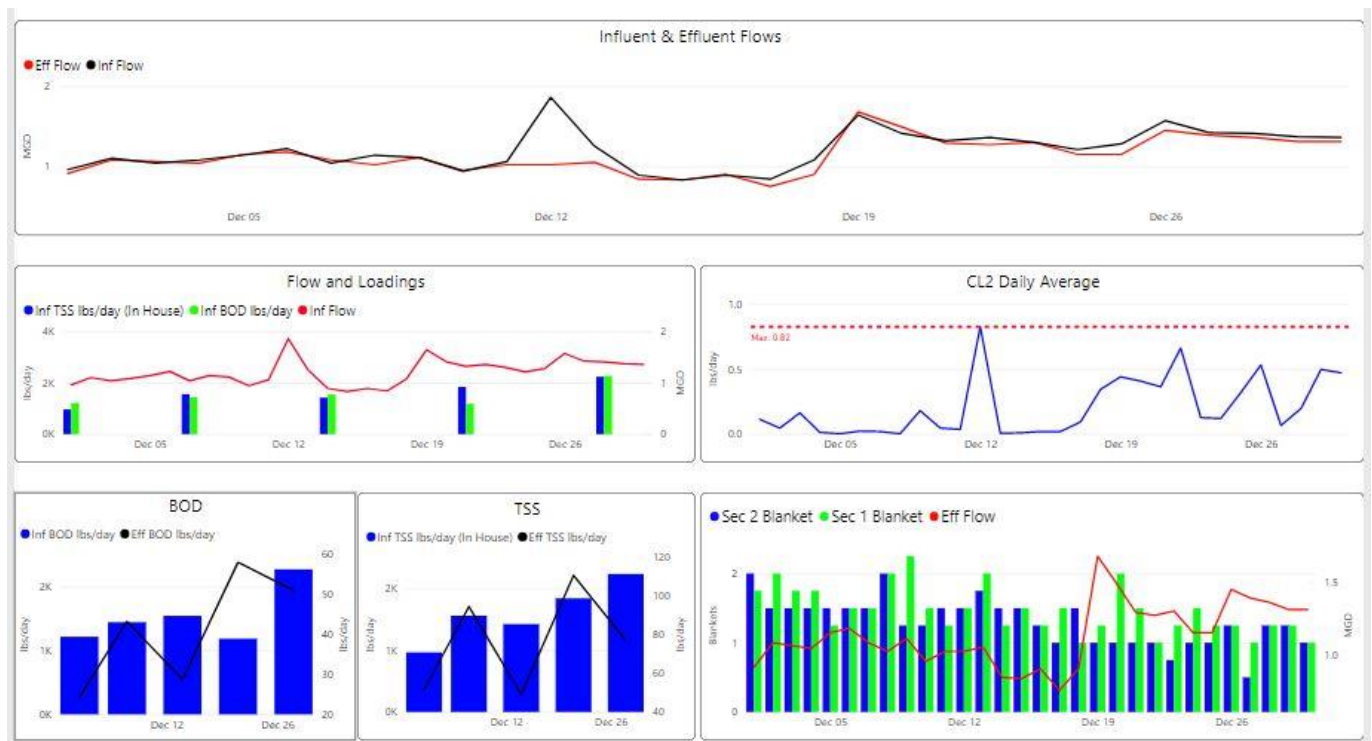 Influent & Effluent Flows
Eff Flow Inf Flow
2
MGD
1
Dec 05 Dec 12 Dec 19 Dec 26
Flow and Loadings
Inf TSS lbs/day (In House) Inf BOD lbs/day Inf Flow
4K 2
lbs/day 2K 1 MGD
0K 0
Dec 05 Dec 12 Dec 19 Dec 26
CL2 Daily Average
1.0
Max: 0.82
lbs/day
0.5
0.0
Dec 05 Dec 12 Dec 19 Dec 26
BOD
Inf BOD lbs/day Eff BOD lbs/day
60
2K
50
lbs/day 1K 40 lbs/day
30
0K 20
Dec 12 Dec 26
TSS
Inf TSS lbs/day (In House) Eff TSS lbs/day
120
2K
100
lbs/day 1K 80 lbs/day
60
0K 40
Dec 12 Dec 26
Sec 2 Blanket Sec 1 Blanket Eff Flow
2
1.5
Blankets 1 MGD
1.0
0
Dec 05 Dec 12 Dec 19 Dec 26